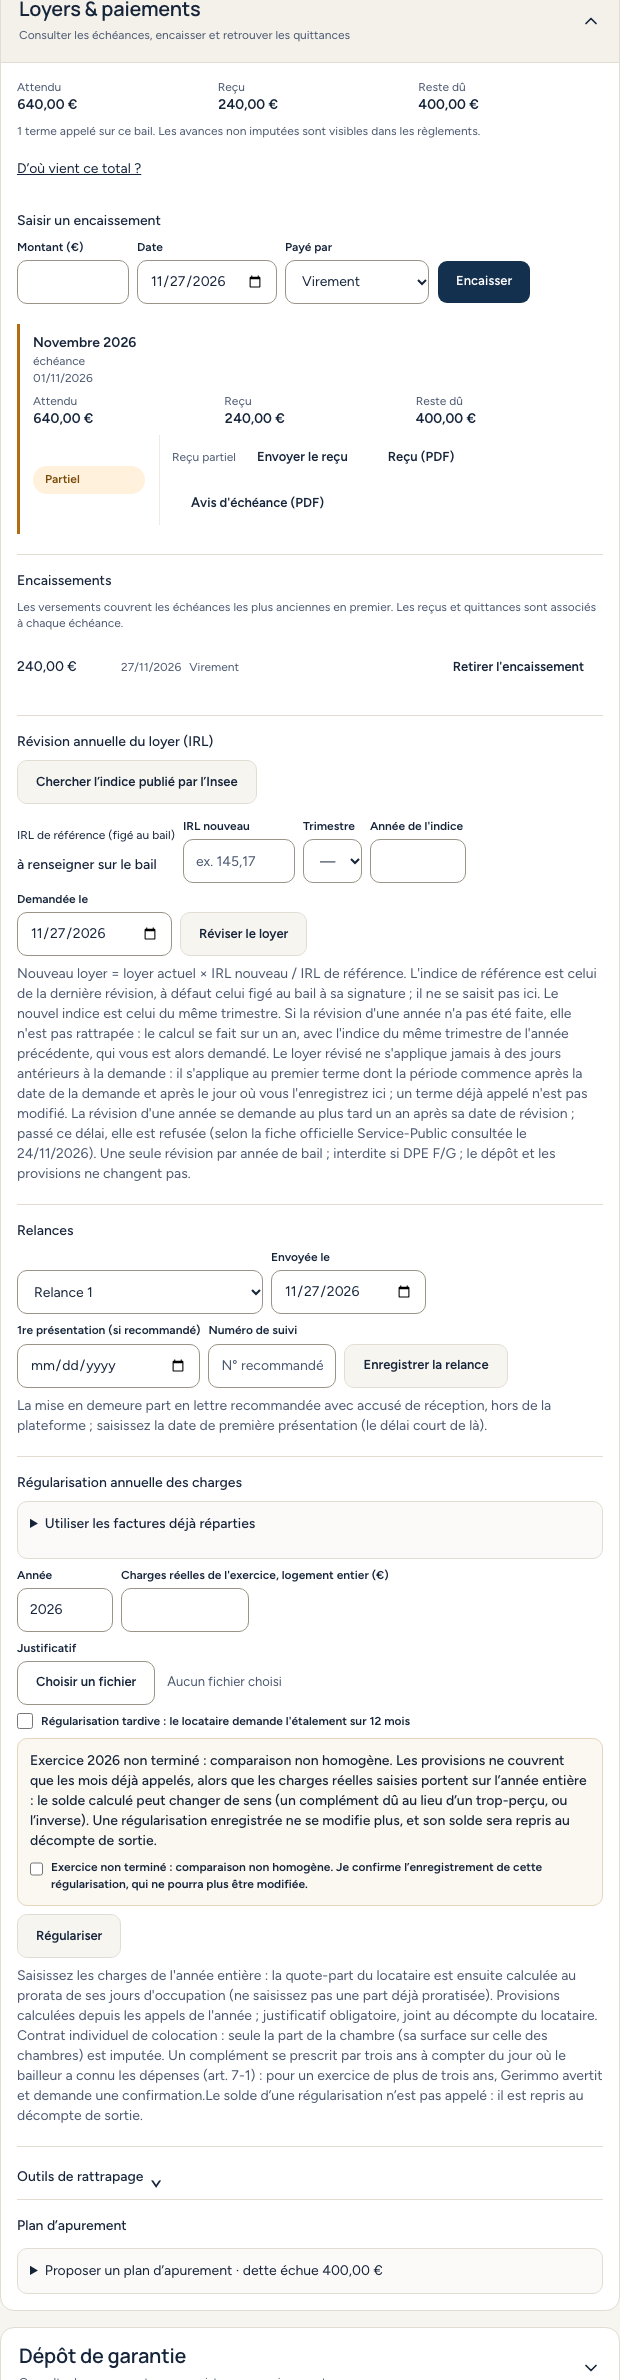 Loyers & paiements
Consulter les échéances, encaisser et retrouver les quittances
Attendu Reçu Reste dû
640,00 € 240,00 € 400,00 €
1 terme appelé sur ce bail. Les avances non imputées sont visibles dans les règlements.
D’où vient ce total ?
Saisir un encaissement
Montant (€) Date Payé par
11/27/2026 Virement Encaisser
Novembre 2026
échéance
01/11/2026
Attendu Reçu Reste dû
640,00 € 240,00 € 400,00 €
Reçu partiel Envoyer le reçu Reçu (PDF)
Partiel
Avis d'échéance (PDF)
Encaissements
Les versements couvrent les échéances les plus anciennes en premier. Les reçus et quittances sont associés
à chaque échéance.
240,00 € 27/11/2026 Virement Retirer l'encaissement
Révision annuelle du loyer (IRL)
Chercher l’indice publié par l’Insee
IRL de référence (figé au bail) IRL nouveau Trimestre Année de l'indice
à renseigner sur le bail ex. 145,17 —
Demandée le
11/27/2026 Réviser le loyer
Nouveau loyer = loyer actuel × IRL nouveau / IRL de référence. L'indice de référence est celui
de la dernière révision, à défaut celui figé au bail à sa signature ; il ne se saisit pas ici. Le
nouvel indice est celui du même trimestre. Si la révision d'une année n'a pas été faite, elle
n'est pas rattrapée : le calcul se fait sur un an, avec l'indice du même trimestre de l'année
précédente, qui vous est alors demandé. Le loyer révisé ne s'applique jamais à des jours
antérieurs à la demande : il s'applique au premier terme dont la période commence après la
date de la demande et après le jour où vous l'enregistrez ici ; un terme déjà appelé n'est pas
modifié. La révision d'une année se demande au plus tard un an après sa date de révision ;
passé ce délai, elle est refusée (selon la fiche officielle Service-Public consultée le
24/11/2026). Une seule révision par année de bail ; interdite si DPE F/G ; le dépôt et les
provisions ne changent pas.
Relances
Envoyée le
Relance 1 11/27/2026
1re présentation (si recommandé) Numéro de suivi
mm/dd/yyyy N° recommandé Enregistrer la relance
La mise en demeure part en lettre recommandée avec accusé de réception, hors de la
plateforme ; saisissez la date de première présentation (le délai court de là).
Régularisation annuelle des charges
Utiliser les factures déjà réparties
Année Charges réelles de l'exercice, logement entier (€)
2026
Justificatif
Choisir un fichier Aucun fichier choisi
Régularisation tardive : le locataire demande l'étalement sur 12 mois
Exercice 2026 non terminé : comparaison non homogène. Les provisions ne couvrent
que les mois déjà appelés, alors que les charges réelles saisies portent sur l’année entière
: le solde calculé peut changer de sens (un complément dû au lieu d’un trop-perçu, ou
l’inverse). Une régularisation enregistrée ne se modifie plus, et son solde sera repris au
décompte de sortie.
Exercice non terminé : comparaison non homogène. Je confirme l’enregistrement de cette
régularisation, qui ne pourra plus être modifiée.
Régulariser
Saisissez les charges de l'année entière : la quote-part du locataire est ensuite calculée au
prorata de ses jours d'occupation (ne saisissez pas une part déjà proratisée). Provisions
calculées depuis les appels de l'année ; justificatif obligatoire, joint au décompte du locataire.
Contrat individuel de colocation : seule la part de la chambre (sa surface sur celle des
chambres) est imputée. Un complément se prescrit par trois ans à compter du jour où le
bailleur a connu les dépenses (art. 7-1) : pour un exercice de plus de trois ans, Gerimmo avertit
et demande une confirmation.Le solde d’une régularisation n’est pas appelé : il est repris au
décompte de sortie.
Outils de rattrapage
Plan d’apurement
Proposer un plan d’apurement · dette échue 400,00 €
Dépôt de garantie